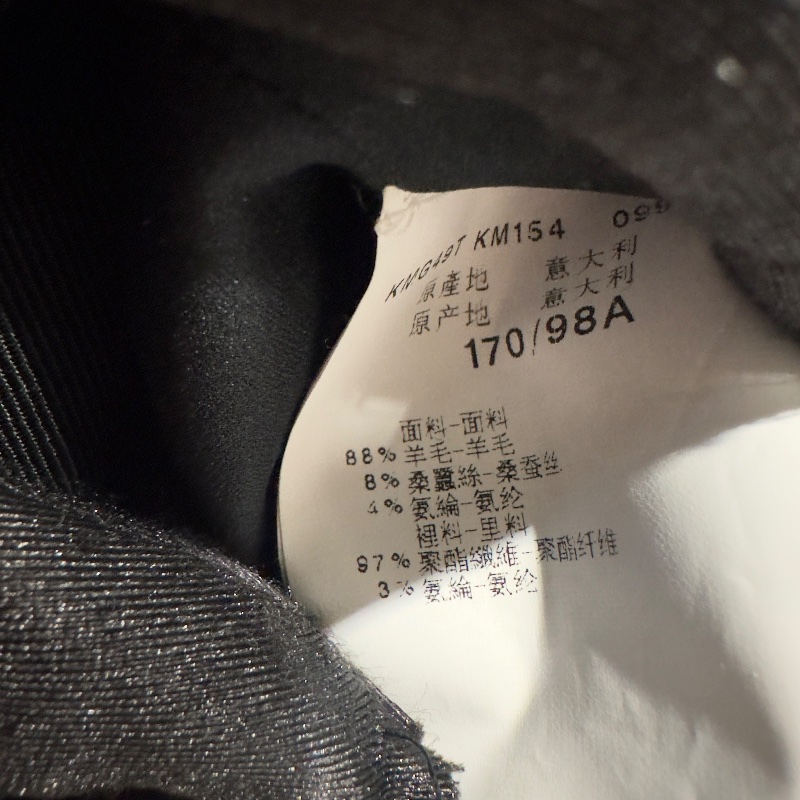 KMG49T KM154 099
原產地 意大利
原产地 意大利
170/98A
面料-面料
88% 羊毛-羊毛
8% 桑蠶絲-桑蚕丝
4% 氨綸-氨纶
裡料-里料
97% 聚酯纖維-聚酯纤维
3% 氨綸-氨纶